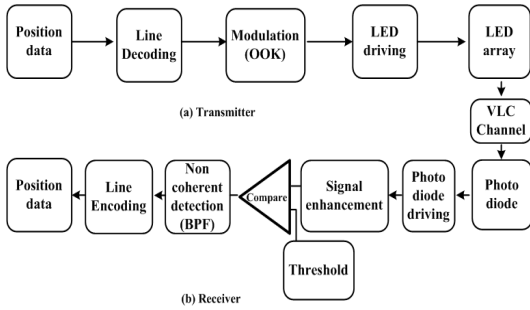 Position
data
Line
Decoding
Modulation
(OOK)
LED
driving
LED
array
(a) Transmitter
VLC
Channel
Position
data
Line
Encoding
Non
coherent
detection
(BPF)
Compare
Signal
enhancement
Photo
diode
driving
Photo
diode
Threshold
(b) Receiver